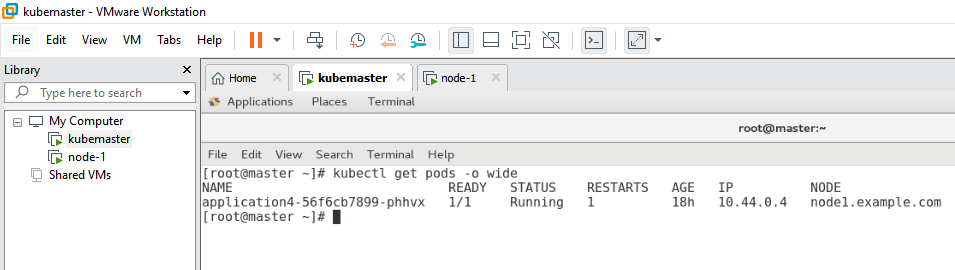 kubemaster - VMware Workstation
File Edit View VM Tabs Help
Library
Type here to search
My Computer
kubemaster
node-1
Shared VMs
Home kubemaster node-1
Applications Places Terminal
root@master:~
File Edit View Search Terminal Help
[root@master ~]# kubectl get pods -o wide
NAME READY STATUS RESTARTS AGE IP NODE
application4-56f6cb7899-phhvx 1/1 Running 1 18h 10.44.0.4 node1.example.com
[root@master ~]#